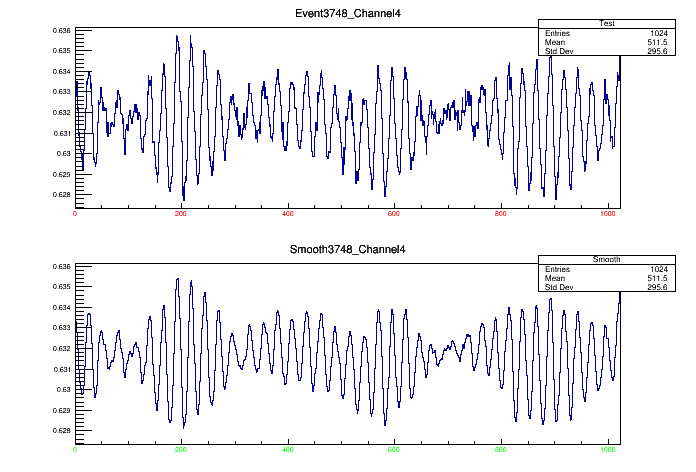 Event3748_Channel4
Test
Entries 1024
Mean 511.5
Std Dev 295.6
0.636
0.635
0.634
0.633
0.632
0.631
0.63
0.629
0.628
0 200 400 600 800 1000
Smooth3748_Channel4
Smooth
Entries 1024
Mean 511.5
Std Dev 295.6
0.636
0.635
0.634
0.633
0.632
0.631
0.63
0.629
0.628
0 200 400 600 800 1000